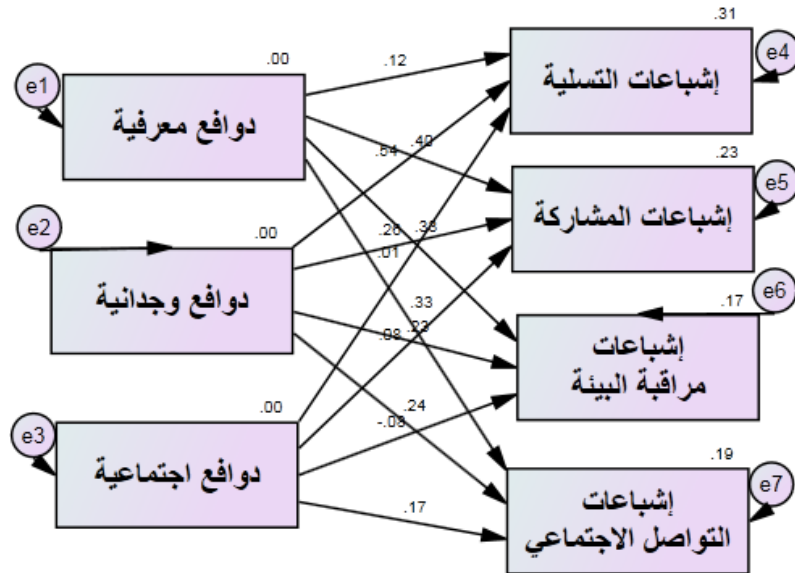 .31
e4
.00
.12
إشباعات التسلية
e1
دوافع معرفية
.23
.40
.54
e5
إشباعات المشاركة
e2
.00
.26
.33
.01
دوافع وجدانية
e6
.17
.33
.08
.23
إشباعات
مراقبة البيئة
.00
.24
-.03
e3
.19
دوافع اجتماعية
e7
.17
إشباعات
التواصل الاجتماعي